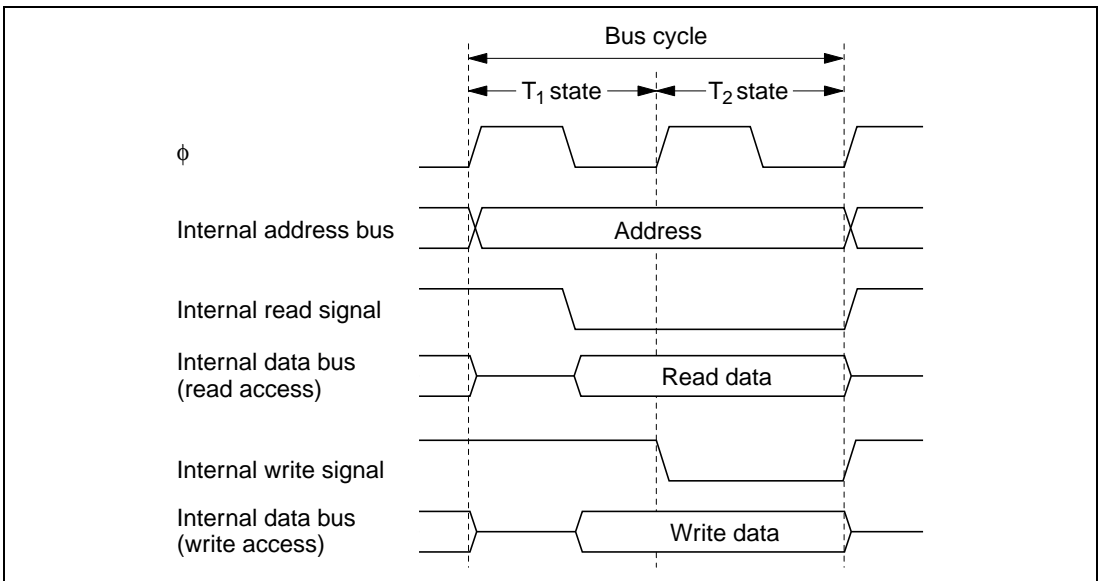 Bus cycle
T₁ state
T₂ state
ϕ
Internal address bus
Address
Internal read signal
Internal data bus
(read access)
Read data
Internal write signal
Internal data bus
(write access)
Write data